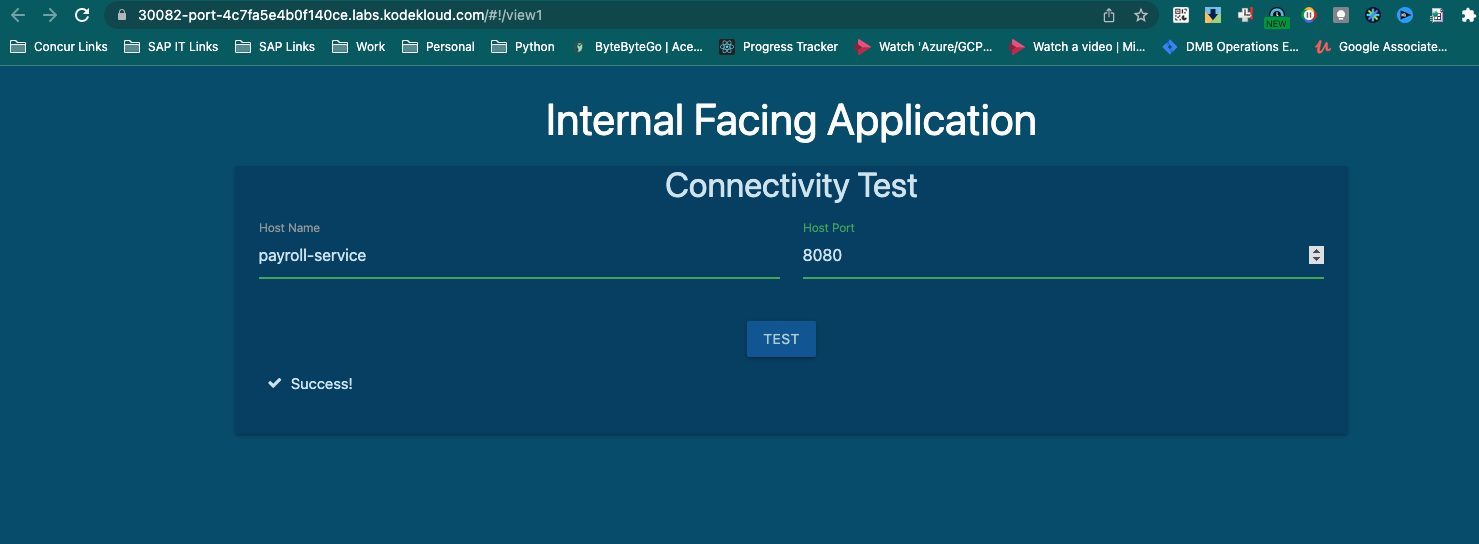 30082-port-4c7fa5e4b0f140ce.labs.kodekloud.com/#!/view1
NEW
Concur Links SAP IT Links SAP Links Work Personal Python ByteByteGo | Ace... Progress Tracker Watch 'Azure/GCP... Watch a video | Mi... DMB Operations E... Google Associate...
Internal Facing Application
Connectivity Test
Host Name Host Port
payroll-service 8080
TEST
Success!